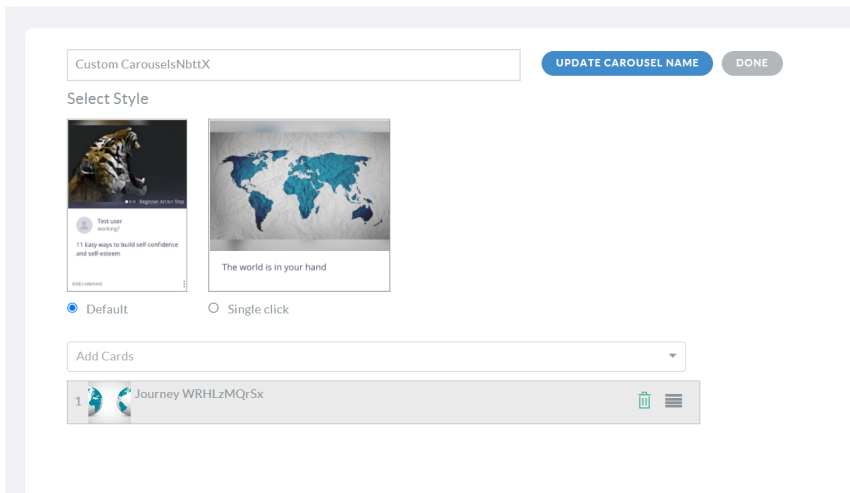 Custom CarouselsNbttX
UPDATE CAROUSEL NAME
DONE
Select Style
Beginner, Action Step
Test user
working?
11 Easy ways to build self-confidence
and self-esteem
Add comment
The world is in your hand
Default
Single click
Add Cards
1
Journey WRHLzMQrSx